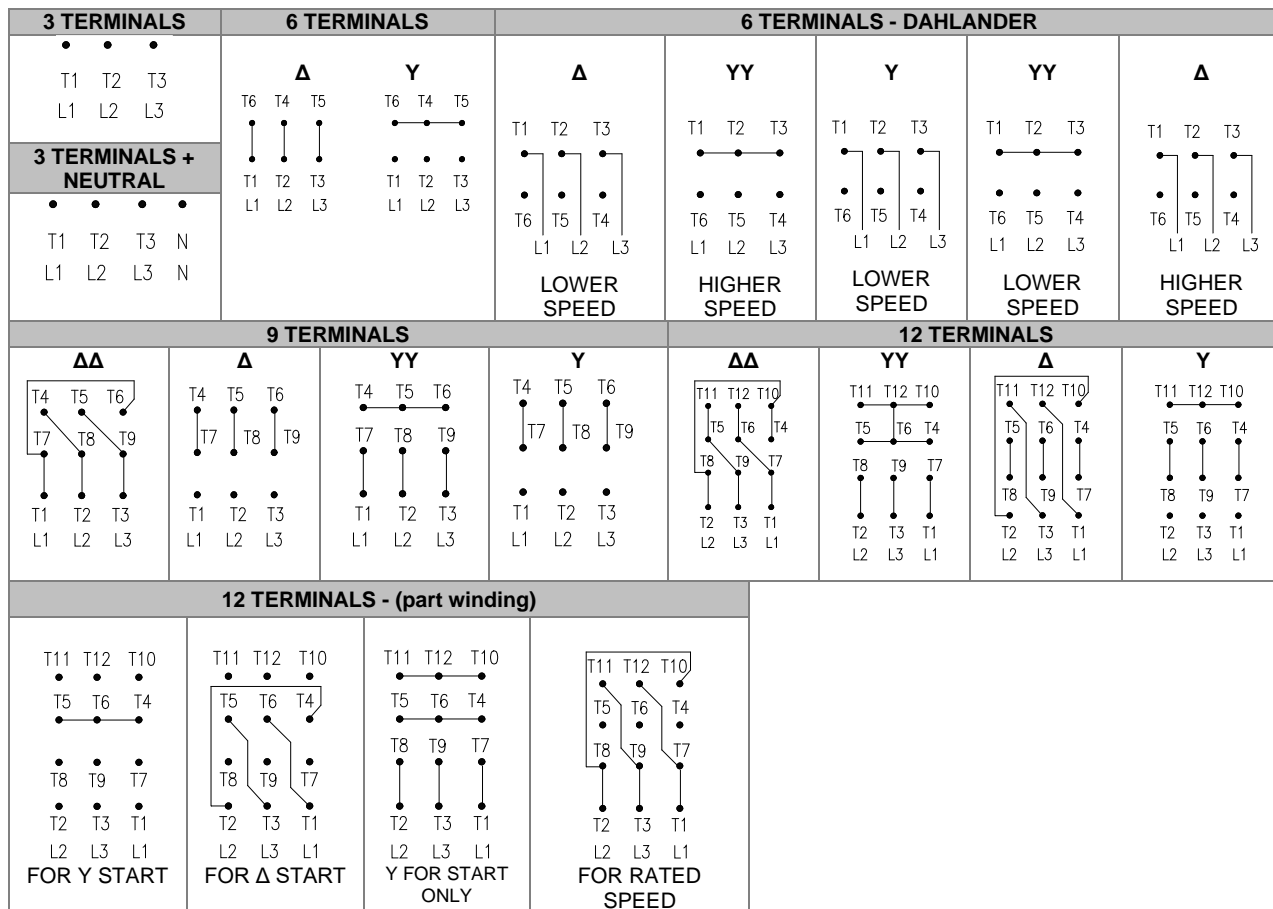 3 TERMINALS
T1 T2 T3
L1 L2 L3
3 TERMINALS +
NEUTRAL
T1 T2 T3 N
L1 L2 L3 N
6 TERMINALS
Δ Y
T6 T4 T5 T6 T4 T5
T1 T2 T3 T1 T2 T3
L1 L2 L3 L1 L2 L3
6 TERMINALS - DAHLANDER
Δ
T1 T2 T3
T6 T5 T4
L1 L2 L3
LOWER
SPEED
YY
T1 T2 T3
T6 T5 T4
L1 L2 L3
HIGHER
SPEED
Y
T1 T2 T3
T6 T5 T4
L1 L2 L3
LOWER
SPEED
YY
T1 T2 T3
T6 T5 T4
L1 L2 L3
LOWER
SPEED
Δ
T1 T2 T3
T6 T5 T4
L1 L2 L3
HIGHER
SPEED
9 TERMINALS
ΔΔ
T4 T5 T6
T7 T8 T9
T1 T2 T3
L1 L2 L3
Δ
T4 T5 T6
T7 T8 T9
T1 T2 T3
L1 L2 L3
YY
T4 T5 T6
T7 T8 T9
T1 T2 T3
L1 L2 L3
Y
T4 T5 T6
T7 T8 T9
T1 T2 T3
L1 L2 L3
12 TERMINALS
ΔΔ
T11 T12 T10
T5 T6 T4
T8 T9 T7
T2 T3 T1
L2 L3 L1
YY
T11 T12 T10
T5 T6 T4
T8 T9 T7
T2 T3 T1
L2 L3 L1
Δ
T11 T12 T10
T5 T6 T4
T8 T9 T7
T2 T3 T1
L2 L3 L1
Y
T11 T12 T10
T5 T6 T4
T8 T9 T7
T2 T3 T1
L2 L3 L1
12 TERMINALS - (part winding)
T11 T12 T10
T5 T6 T4
T8 T9 T7
T2 T3 T1
L2 L3 L1
FOR Y START
T11 T12 T10
T5 T6 T4
T8 T9 T7
T2 T3 T1
L2 L3 L1
FOR Δ START
T11 T12 T10
T5 T6 T4
T8 T9 T7
T2 T3 T1
L2 L3 L1
Y FOR START
ONLY
T11 T12 T10
T5 T6 T4
T8 T9 T7
T2 T3 T1
L2 L3 L1
FOR RATED
SPEED